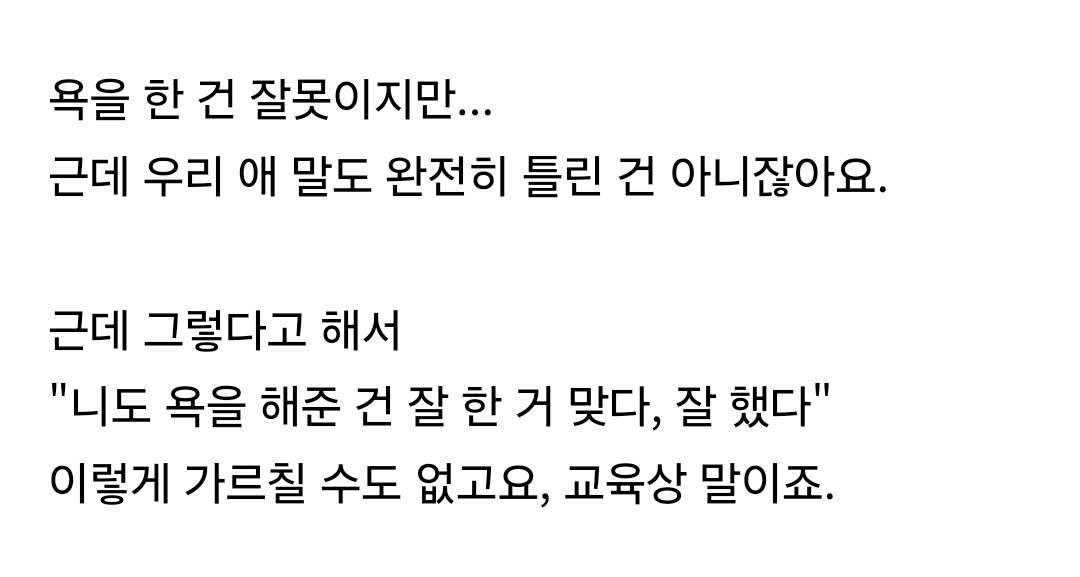 욕을 한 건 잘못이지만...
근데 우리 애 말도 완전히 틀린 건 아니잖아요.
근데 그렇다고 해서
"니도 욕을 해준 건 잘 한 거 맞다, 잘 했다"
이렇게 가르칠 수도 없고요, 교육상 말이죠.